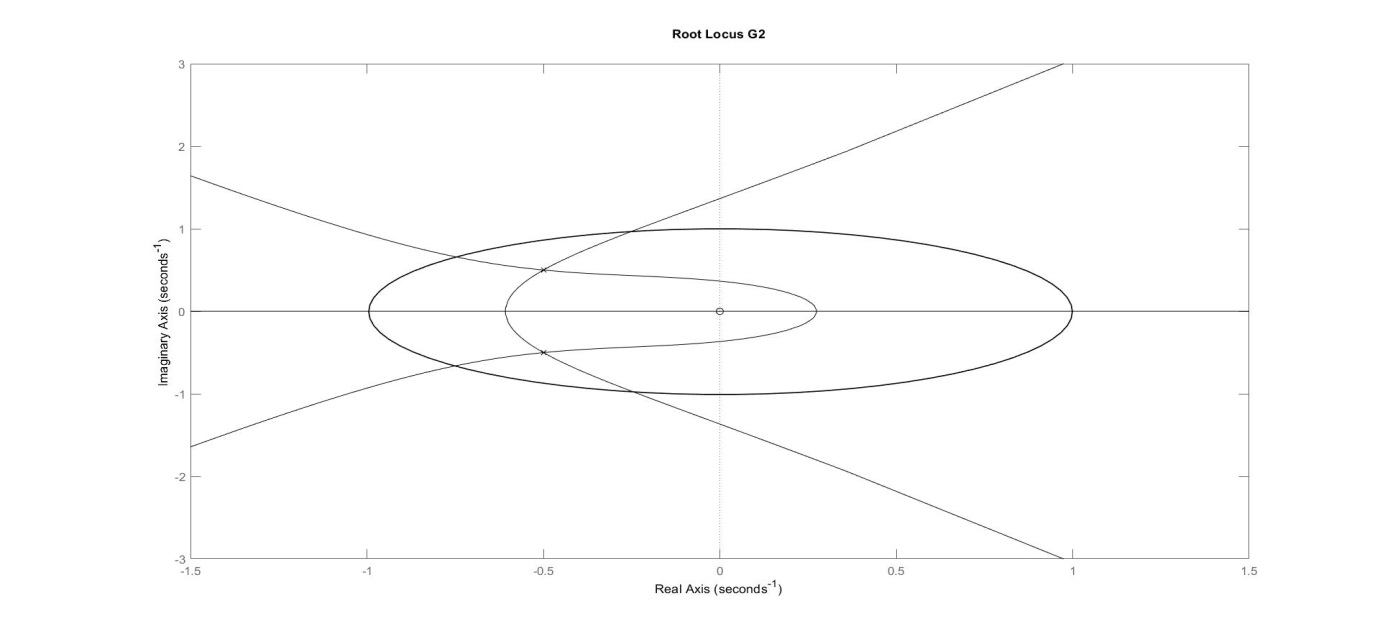 Root Locus G2
3
2
1
0
-1
-2
-3
Imaginary Axis (seconds⁻¹)
-1.5 -1 -0.5 0 0.5 1 1.5
Real Axis (seconds⁻¹)